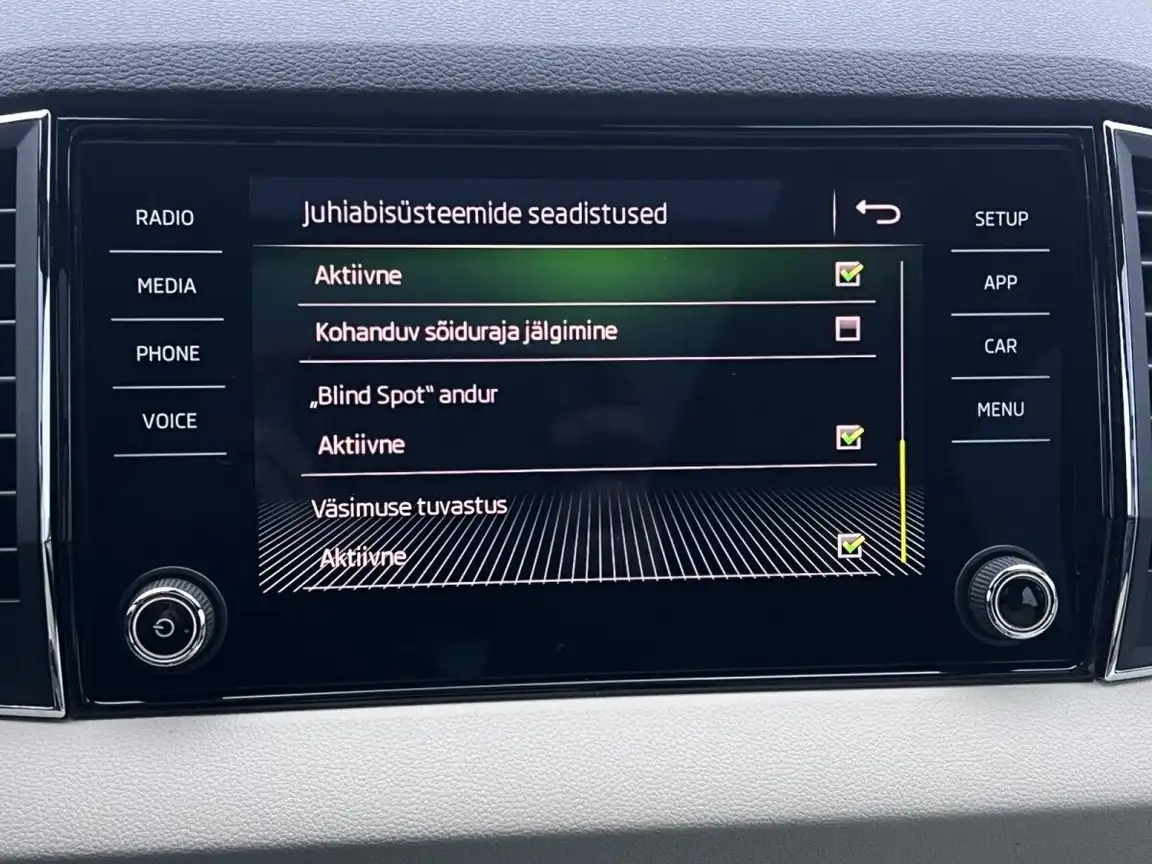 Juhiabisüsteemide seadistused
Aktiivne
Kohanduv sõiduraja jälgimine
„Blind Spot“ andur
Aktiivne
Väsimuse tuvastus
Aktiivne
RADIO
MEDIA
PHONE
VOICE
SETUP
APP
CAR
MENU